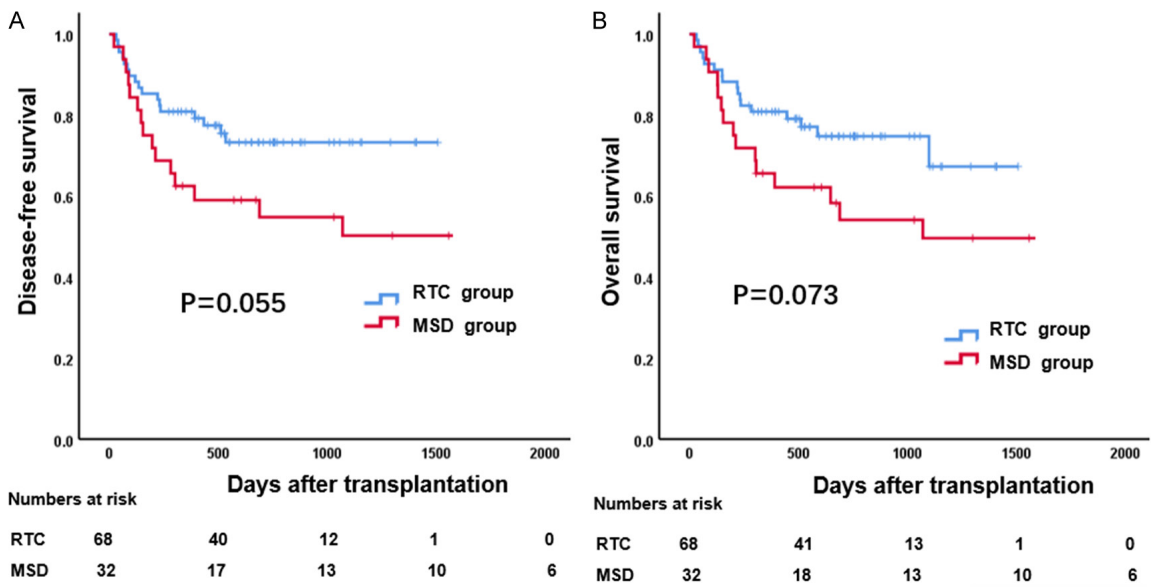 A
1.0
0.8
0.6
0.4
0.2
0.0
Disease-free survival
P=0.055
RTC group
MSD group
0 500 1000 1500 2000
Days after transplantation
Numbers at risk
RTC 68 40 12 1 0
MSD 32 17 13 10 6
B
1.0
0.8
0.6
0.4
0.2
0.0
Overall survival
P=0.073
RTC group
MSD group
0 500 1000 1500 2000
Days after transplantation
Numbers at risk
RTC 68 41 13 1 0
MSD 32 18 13 10 6